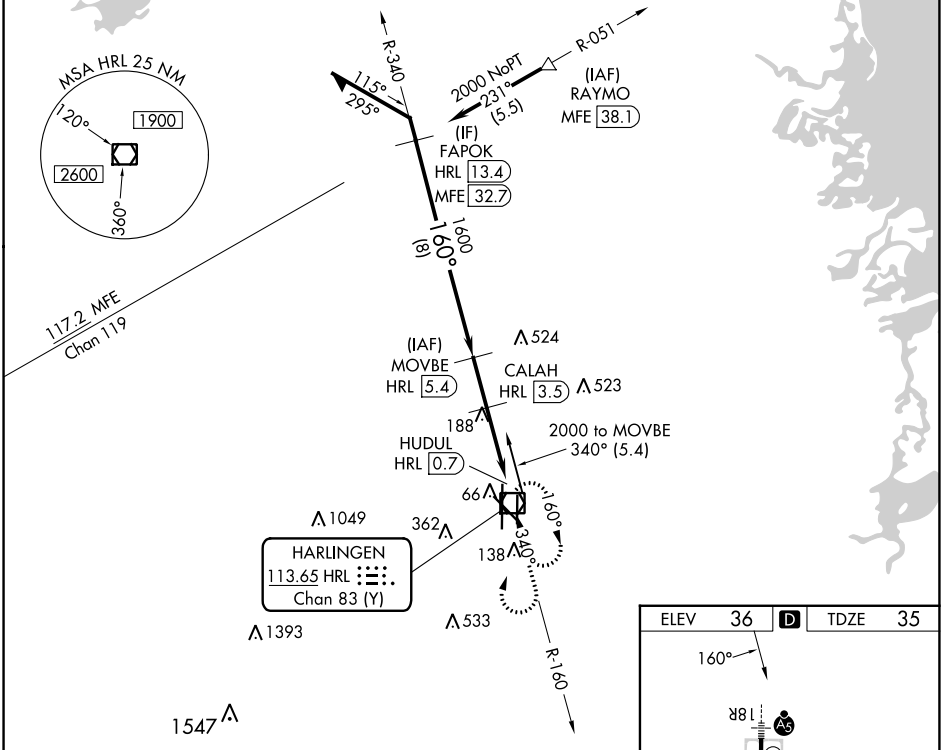 MSA HRL 25 NM
120°
1900
2600
360°
R-340
115°
295°
2000 NoPT
231°
(5.5)
R-051
(IAF)
RAYMO
MFE 38.1
(IF)
FAPOK
HRL 13.4
MFE 32.7
1600
160°
(8)
117.2 MFE
Chan 119
(IAF)
MOVBE
HRL 5.4
524
CALAH
HRL 3.5
523
188
2000 to MOVBE
340° (5.4)
HUDUL
HRL 0.7
66
160°
1049
362
138
340°
HARLINGEN
113.65 HRL
Chan 83 (Y)
1393
533
R-160
1547
ELEV 36 D TDZE 35
160°
18R
A5